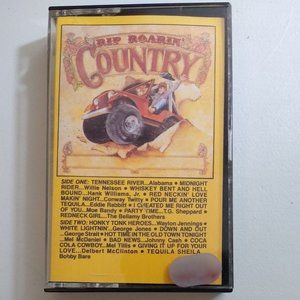 RIP ROARIN'
COUNTRY
SIDE ONE: TENNESSEE RIVER...Alabama ● MIDNIGHT
RIDER...Willie Nelson ● WHISKEY BENT AND HELL
BOUND...Hank Williams, Jr. ● RED NECKIN' LOVE
MAKIN' NIGHT...Conway Twitty ● POUR ME ANOTHER
TEQUILA...Eddie Rabbitt ● I CHEATED ME RIGHT OUT
OF YOU...Moe Bandy ● PARTY TIME...T.G. Sheppard ●
REDNECK GIRL...The Bellamy Brothers
SIDE TWO: HONKY TONK HEROES...Waylon Jennings ●
WHITE LIGHTNIN'...George Jones ● DOWN AND OUT
...George Strait ● HOT TIME IN THE OLD TOWN TONIGHT
...Mel McDaniel ● BAD NEWS...Johnny Cash ● COCA
COLA COWBOY...Mel Tillis ● GIVING IT UP FOR YOUR
LOVE...Delbert McClinton ● TEQUILA SHEILA
Bobby Bare